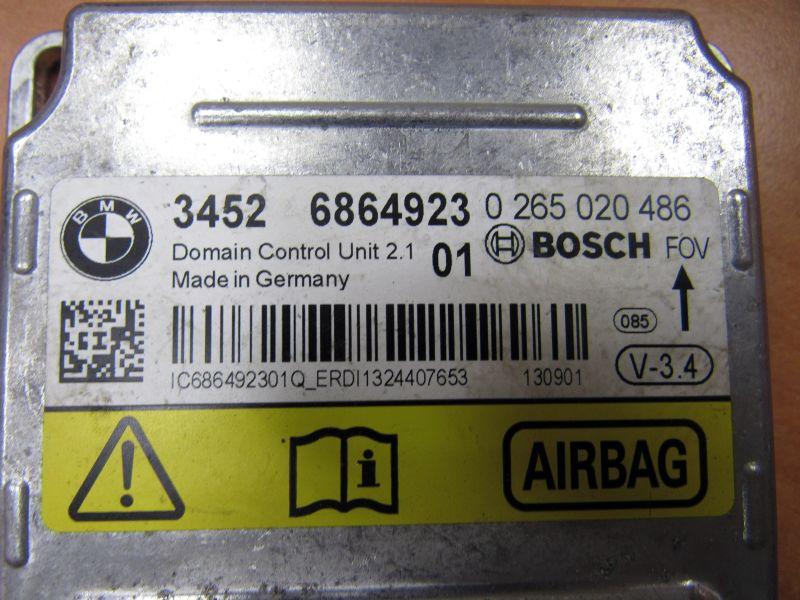 BMW
3452 6864923 0 265 020 486
Domain Control Unit 2.1 01 BOSCH FOV
Made in Germany
085
IC686492301Q_ERDI1324407653 130901
V-3.4
AIRBAG